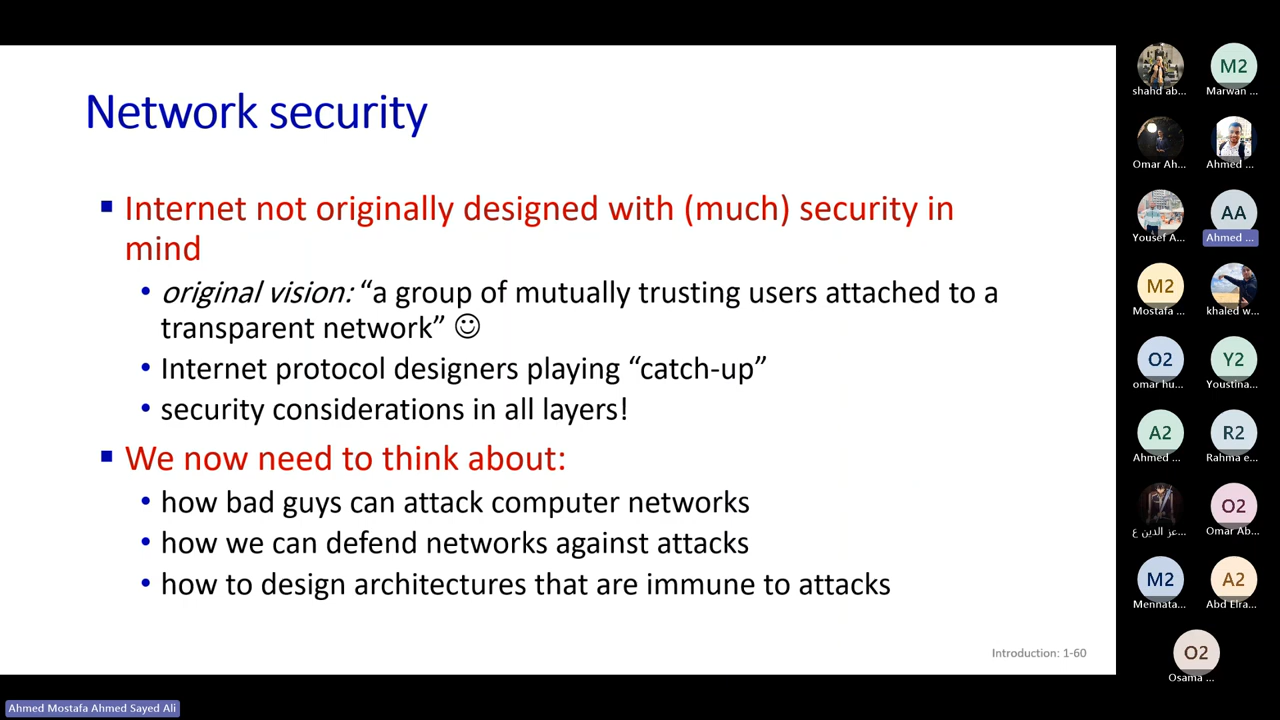 Network security
▪ Internet not originally designed with (much) security in
mind
• original vision: “a group of mutually trusting users attached to a
transparent network” ☺
• Internet protocol designers playing “catch-up”
• security considerations in all layers!
▪ We now need to think about:
• how bad guys can attack computer networks
• how we can defend networks against attacks
• how to design architectures that are immune to attacks
Introduction: 1-60
M2
shahd ab... Marwan ...
Omar Ah... Ahmed ...
AA
Yousef A... Ahmed ...
M2
Mostafa ... khaled w...
O2 Y2
omar hu... Youstina...
A2 R2
Ahmed ... Rahma e...
O2
عز الدين ع... Omar Ab...
M2 A2
Mennata... Abd Elra...
O2
Osama ...
Ahmed Mostafa Ahmed Sayed Ali